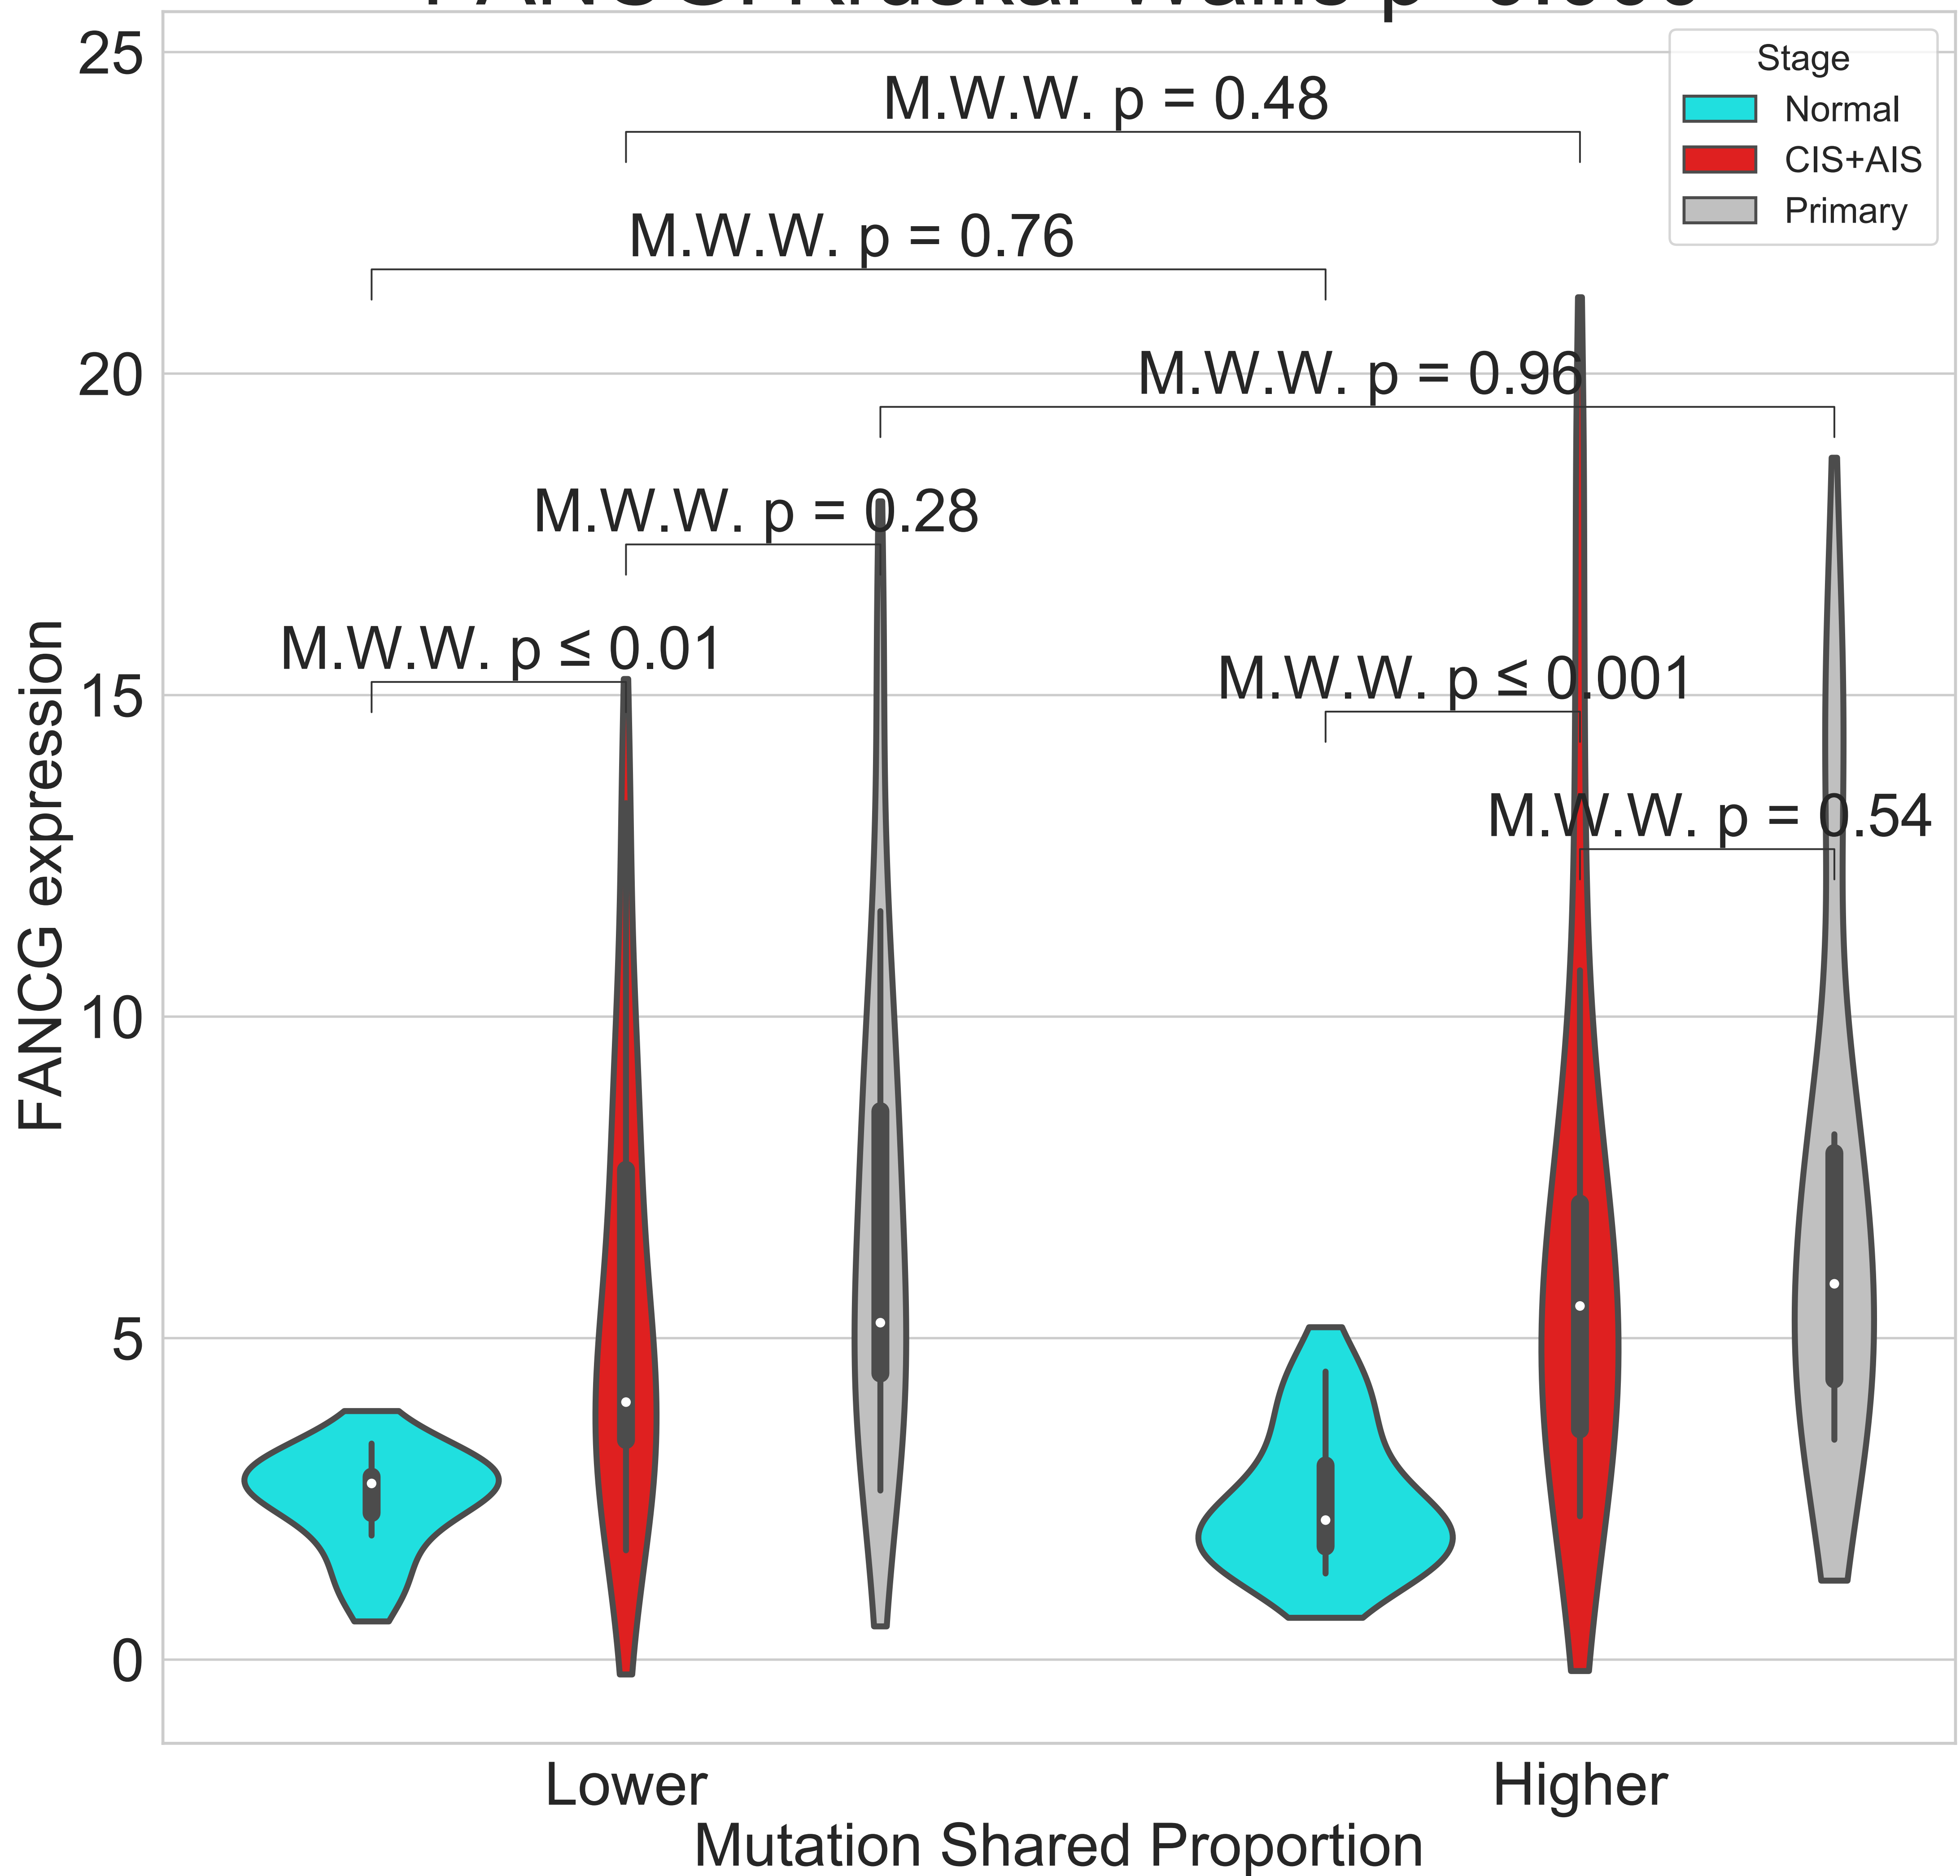 25
Stage
Normal
CIS+AIS
Primary
M.W.W. p = 0.48
M.W.W. p = 0.76
20
M.W.W. p = 0.96
M.W.W. p = 0.28
M.W.W. p ≤ 0.01
M.W.W. p ≤ 0.001
15
M.W.W. p = 0.54
FANCG expression
10
5
0
Lower
Higher
Mutation Shared Proportion